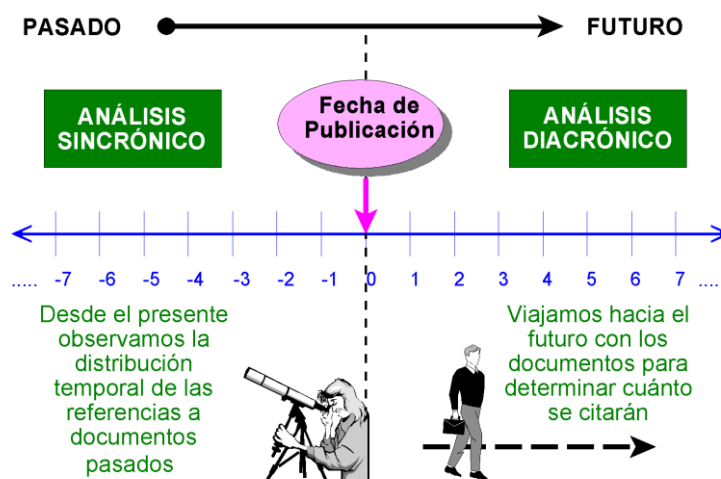 PASADO
FUTURO
ANÁLISIS
SINCRÓNICO
Fecha de
Publicación
ANÁLISIS
DIACRÓNICO
..... -7 -6 -5 -4 -3 -2 -1 0 1 2 3 4 5 6 7 ....
Desde el presente
observamos la
distribución
temporal de las
referencias a
documentos
pasados
Viajamos hacia el
futuro con los
documentos para
determinar cuánto
se citarán